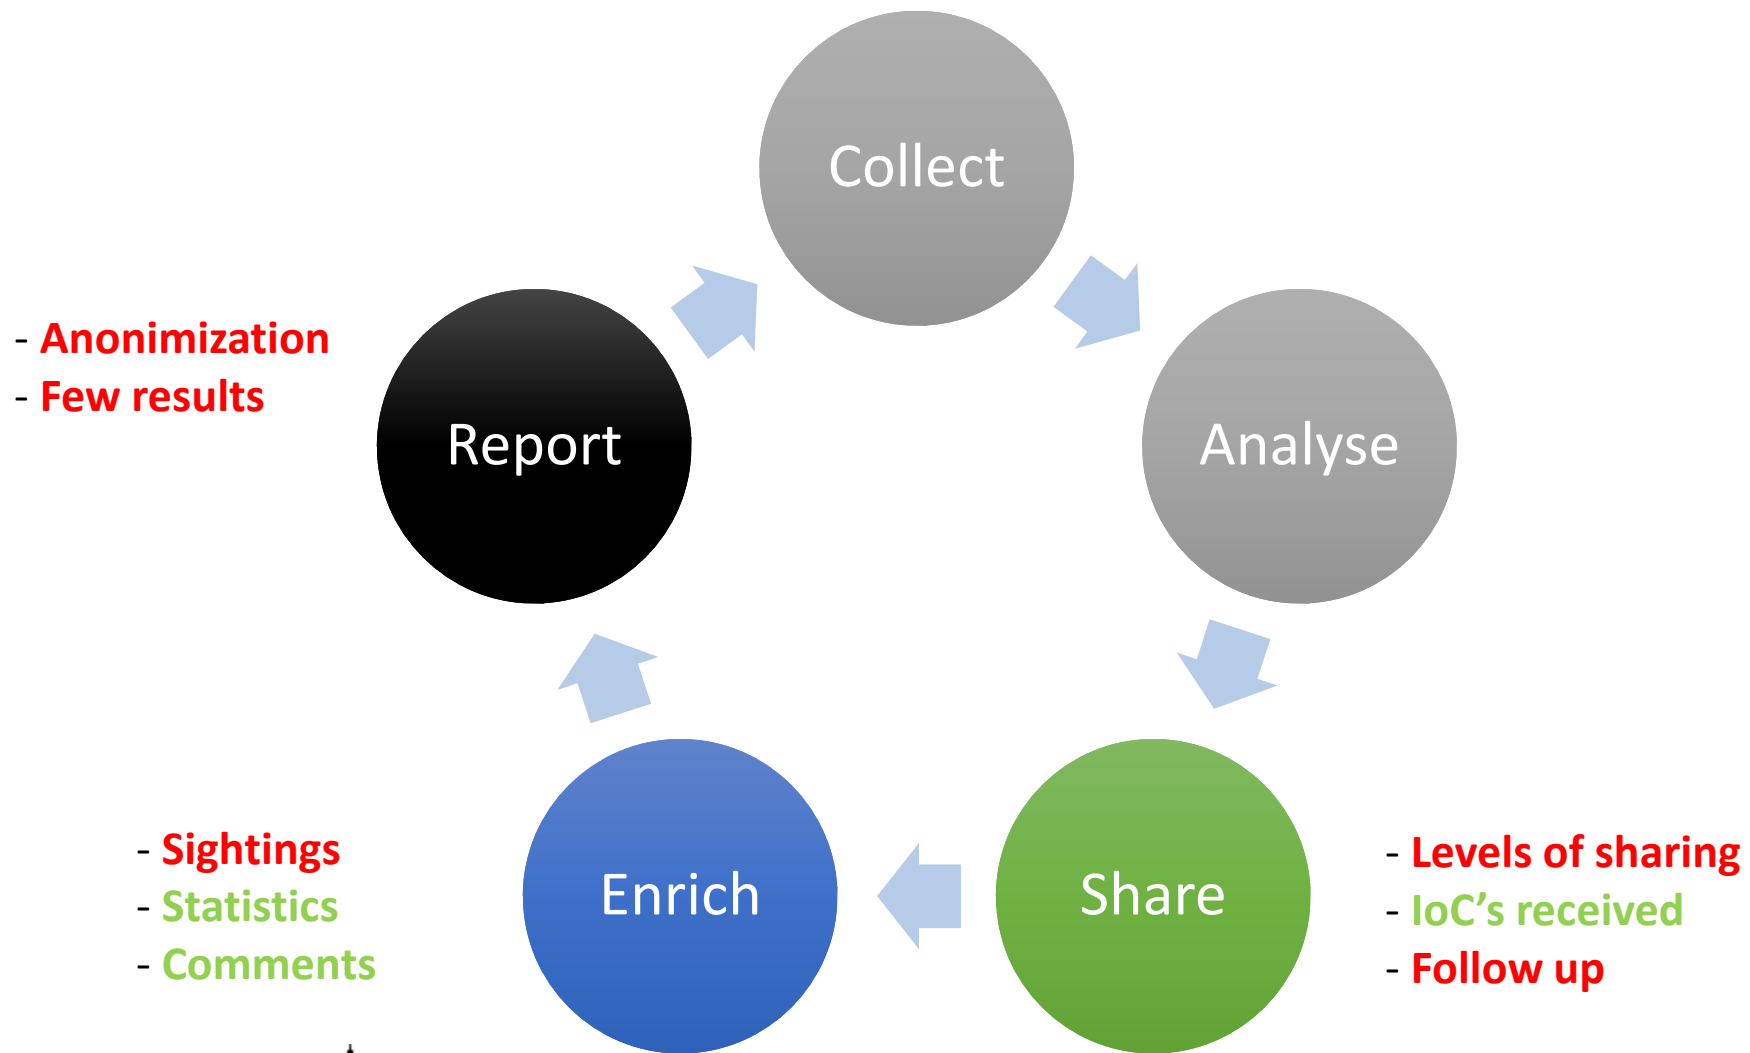 Collect
Analyse
Share
- Levels of sharing
- IoC’s received
- Follow up
Enrich
- Sightings
- Statistics
- Comments
Report
- Anonimization
- Few results